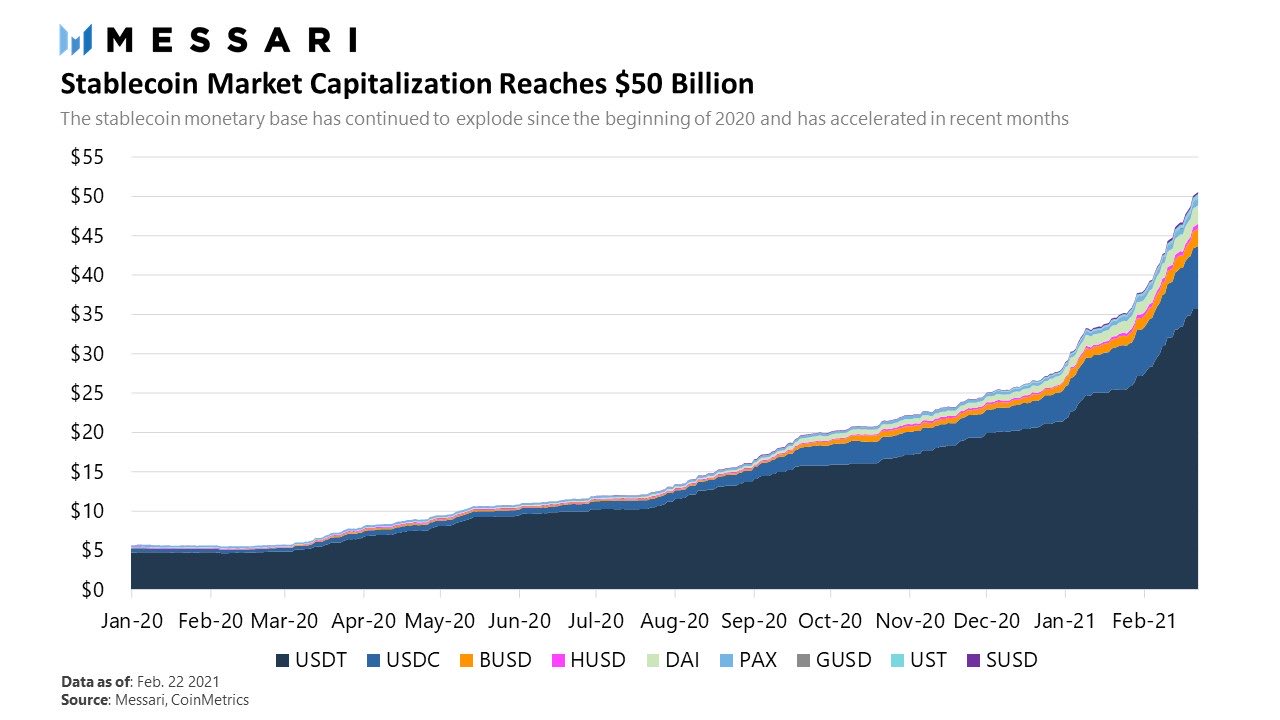 MESSARI
Stablecoin Market Capitalization Reaches $50 Billion
The stablecoin monetary base has continued to explode since the beginning of 2020 and has accelerated in recent months
$55
$50
$45
$40
$35
$30
$25
$20
$15
$10
$5
$0
Jan-20 Feb-20 Mar-20 Apr-20 May-20 Jun-20 Jul-20 Aug-20 Sep-20 Oct-20 Nov-20 Dec-20 Jan-21 Feb-21
USDT USDC BUSD HUSD DAI PAX GUSD UST SUSD
Data as of: Feb. 22 2021
Source: Messari, CoinMetrics